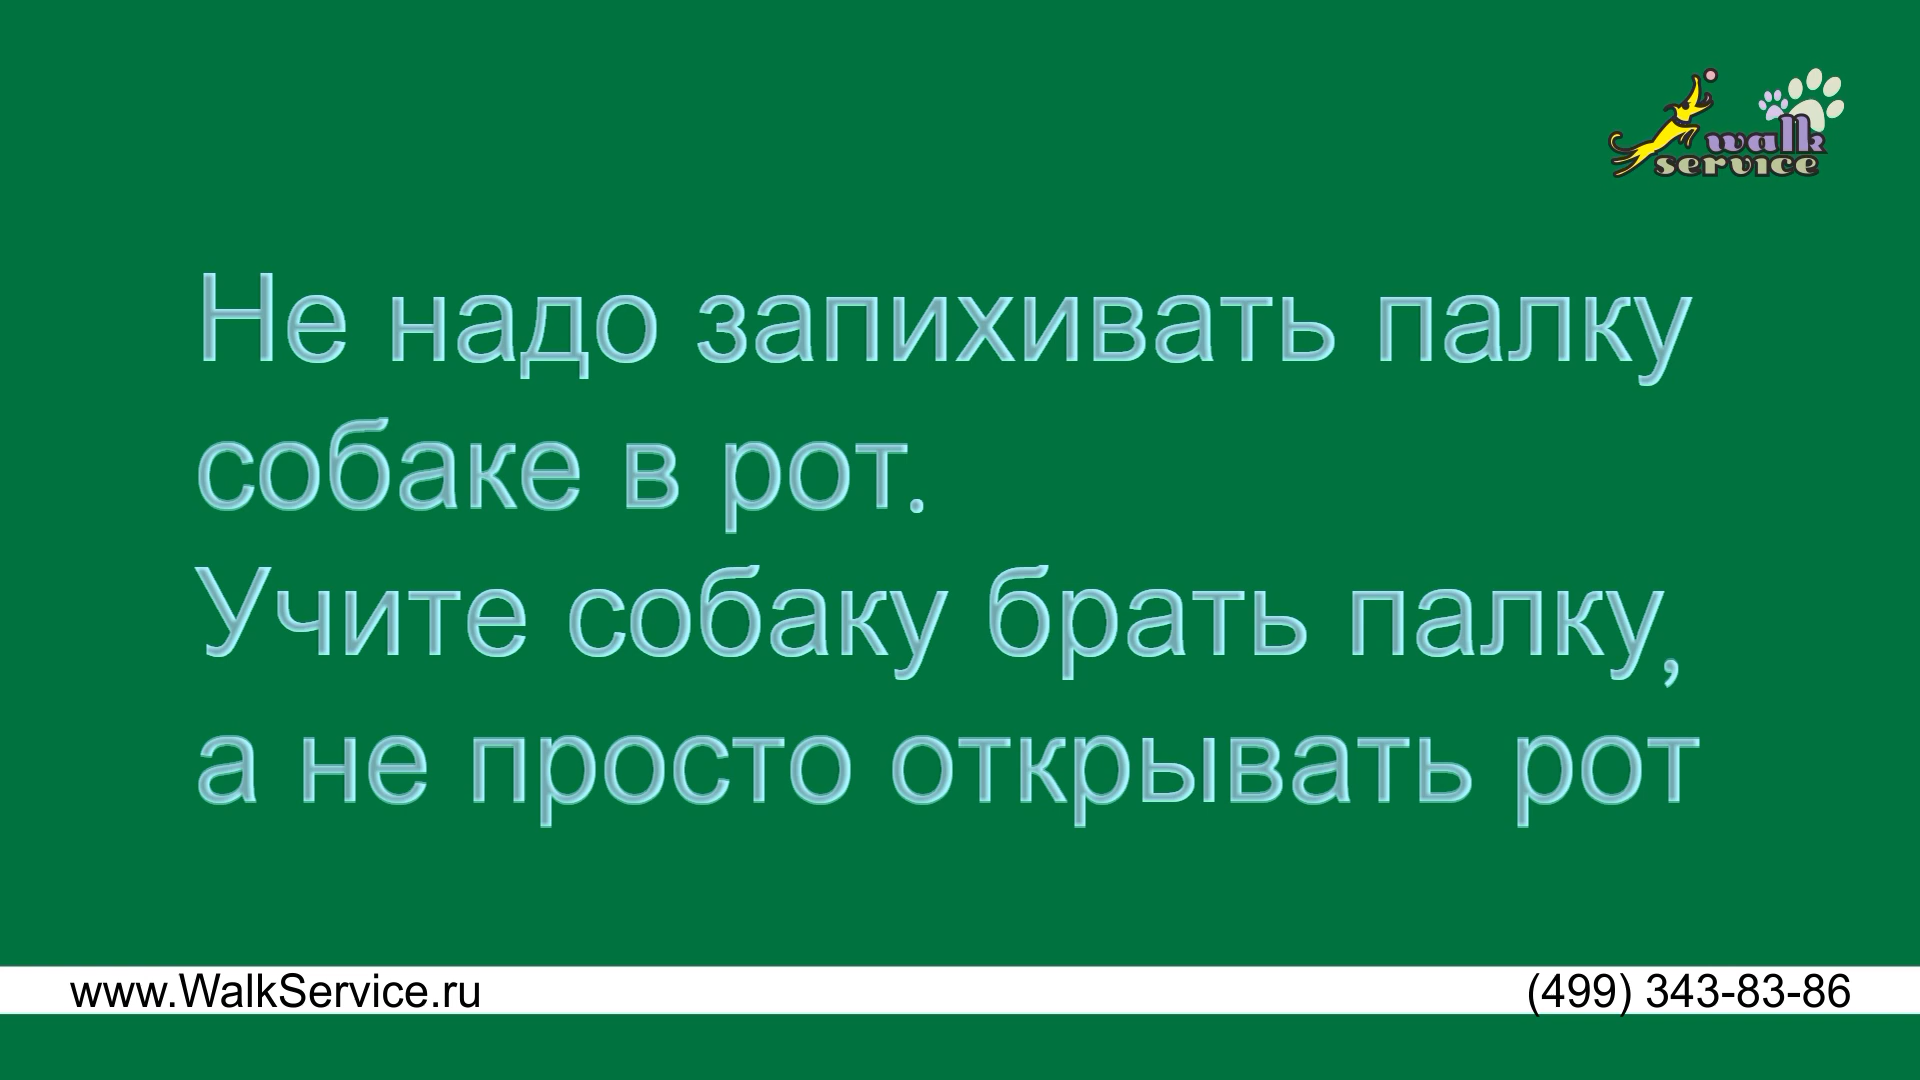 walk
service
Не надо запихивать палку
собаке в рот.
Учите собаку брать палку,
а не просто открывать рот
www.WalkService.ru (499) 343-83-86